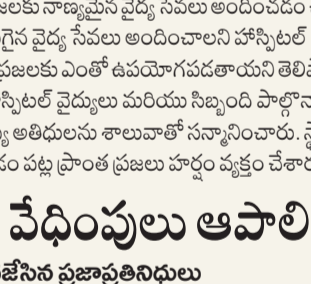 జలకు నాణ్యమైన వైద్య సేవలు అందించడం
గైన వైద్య సేవలు అందించాలని హాస్పిటల్
ప్రజలకు ఎంతో ఉపయోగపడతాయని తెలి
స్పిటల్ వైద్యులు మరియు సిబ్బంది పాల్గొ
అతిధులను శాలువాతో సన్మానించారు.
డం పట్ల ప్రాంత ప్రజలు హర్షం వ్యక్తం చేశార
వేధింపులు ఆపాలి
జేసిన ప్రజాప్రతినిధులు